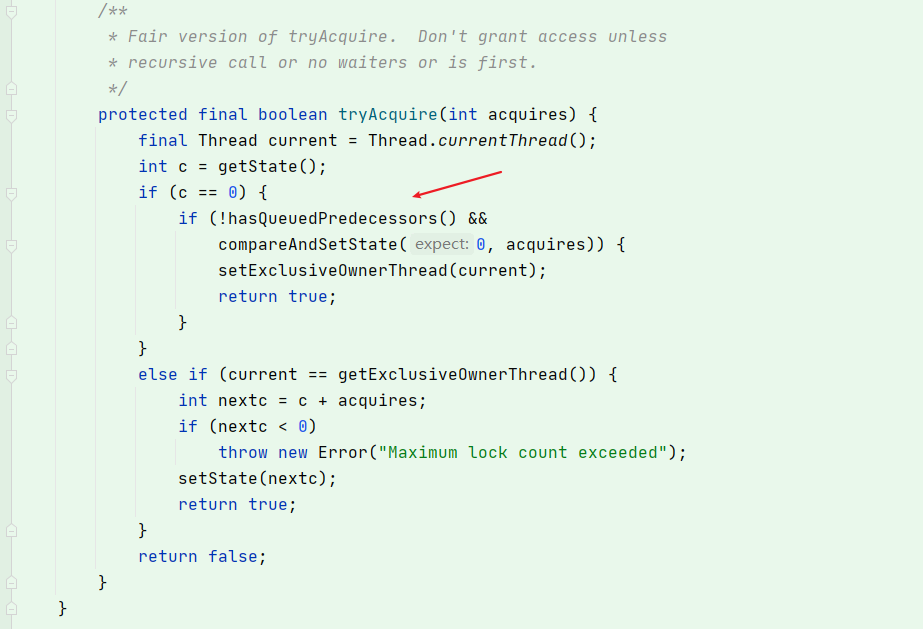 /**
 * Fair version of tryAcquire.  Don't grant access unless
 * recursive call or no waiters or is first.
 */
protected final boolean tryAcquire(int acquires) {
    final Thread current = Thread.currentThread();
    int c = getState();
    if (c == 0) {
        if (!hasQueuedPredecessors() &&
            compareAndSetState( expect: 0, acquires)) {
            setExclusiveOwnerThread(current);
            return true;
        }
    }
    else if (current == getExclusiveOwnerThread()) {
        int nextc = c + acquires;
        if (nextc < 0)
            throw new Error("Maximum lock count exceeded");
        setState(nextc);
        return true;
    }
    return false;
}
}